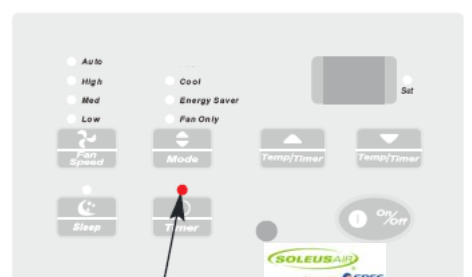 Auto
High
Med
Low
Cool
Energy Saver
Fan Only
Set
Fan
Speed
Mode
Temp/Timer
Temp/Timer
Sleep
Timer
On/Off
SOLEUSAIR